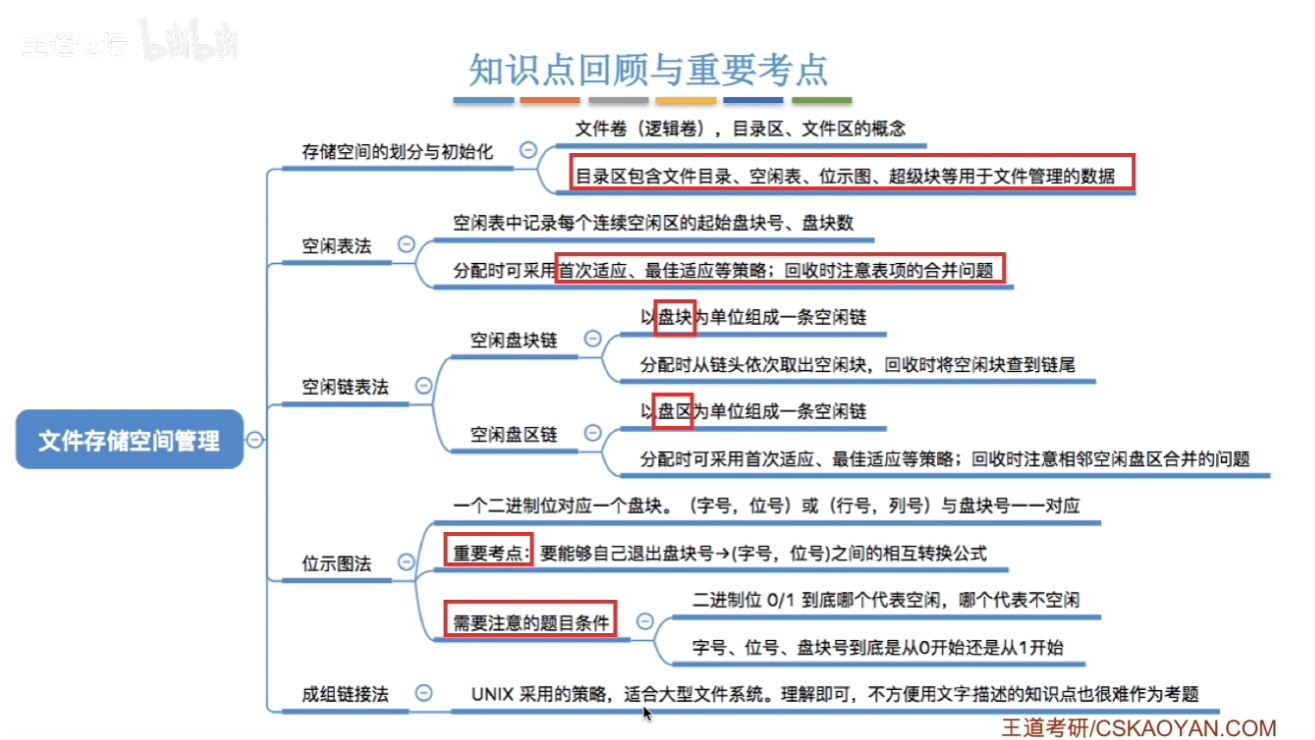 王道论坛 bilibili
知识点回顾与重要考点
文件卷（逻辑卷），目录区、文件区的概念
存储空间的划分与初始化
目录区包含文件目录、空闲表、位示图、超级块等用于文件管理的数据
空闲表中记录每个连续空闲区的起始盘块号、盘块数
空闲表法
分配时可采用首次适应、最佳适应等策略；回收时注意表项的合并问题
以盘块为单位组成一条空闲链
空闲盘块链
分配时从链头依次取出空闲块，回收时将空闲块查到链尾
空闲链表法
以盘区为单位组成一条空闲链
空闲盘区链
分配时可采用首次适应、最佳适应等策略；回收时注意相邻空闲盘区合并的问题
文件存储空间管理
一个二进制位对应一个盘块。（字号，位号）或（行号，列号）与盘块号一一对应
重要考点：要能够自己退出盘块号→(字号，位号)之间的相互转换公式
位示图法
二进制位 0/1 到底哪个代表空闲，哪个代表不空闲
需要注意的题目条件
字号、位号、盘块号到底是从0开始还是从1开始
成组链接法
UNIX 采用的策略，适合大型文件系统。理解即可，不方便用文字描述的知识点也很难作为考题
王道考研/CSKAOYAN.COM